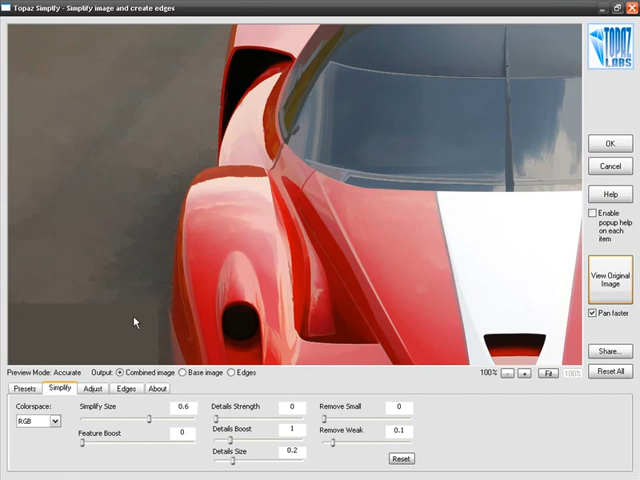 Topaz Simplify - Simplify image and create edges
TOPAZ
LABS
OK
Cancel
Help
Enable
popup help
on each
item
View Original
Image
Pan faster
Share...
Reset All
Preview Mode: Accurate Output: Combined image Base image Edges 100% - + Fit 100%
Presets Simplify Adjust Edges About
Colorspace: Simplify Size 0.6 Details Strength 0 Remove Small 0
RGB Feature Boost 0 Details Boost 1 Remove Weak 0.1
Details Size 0.2 Reset